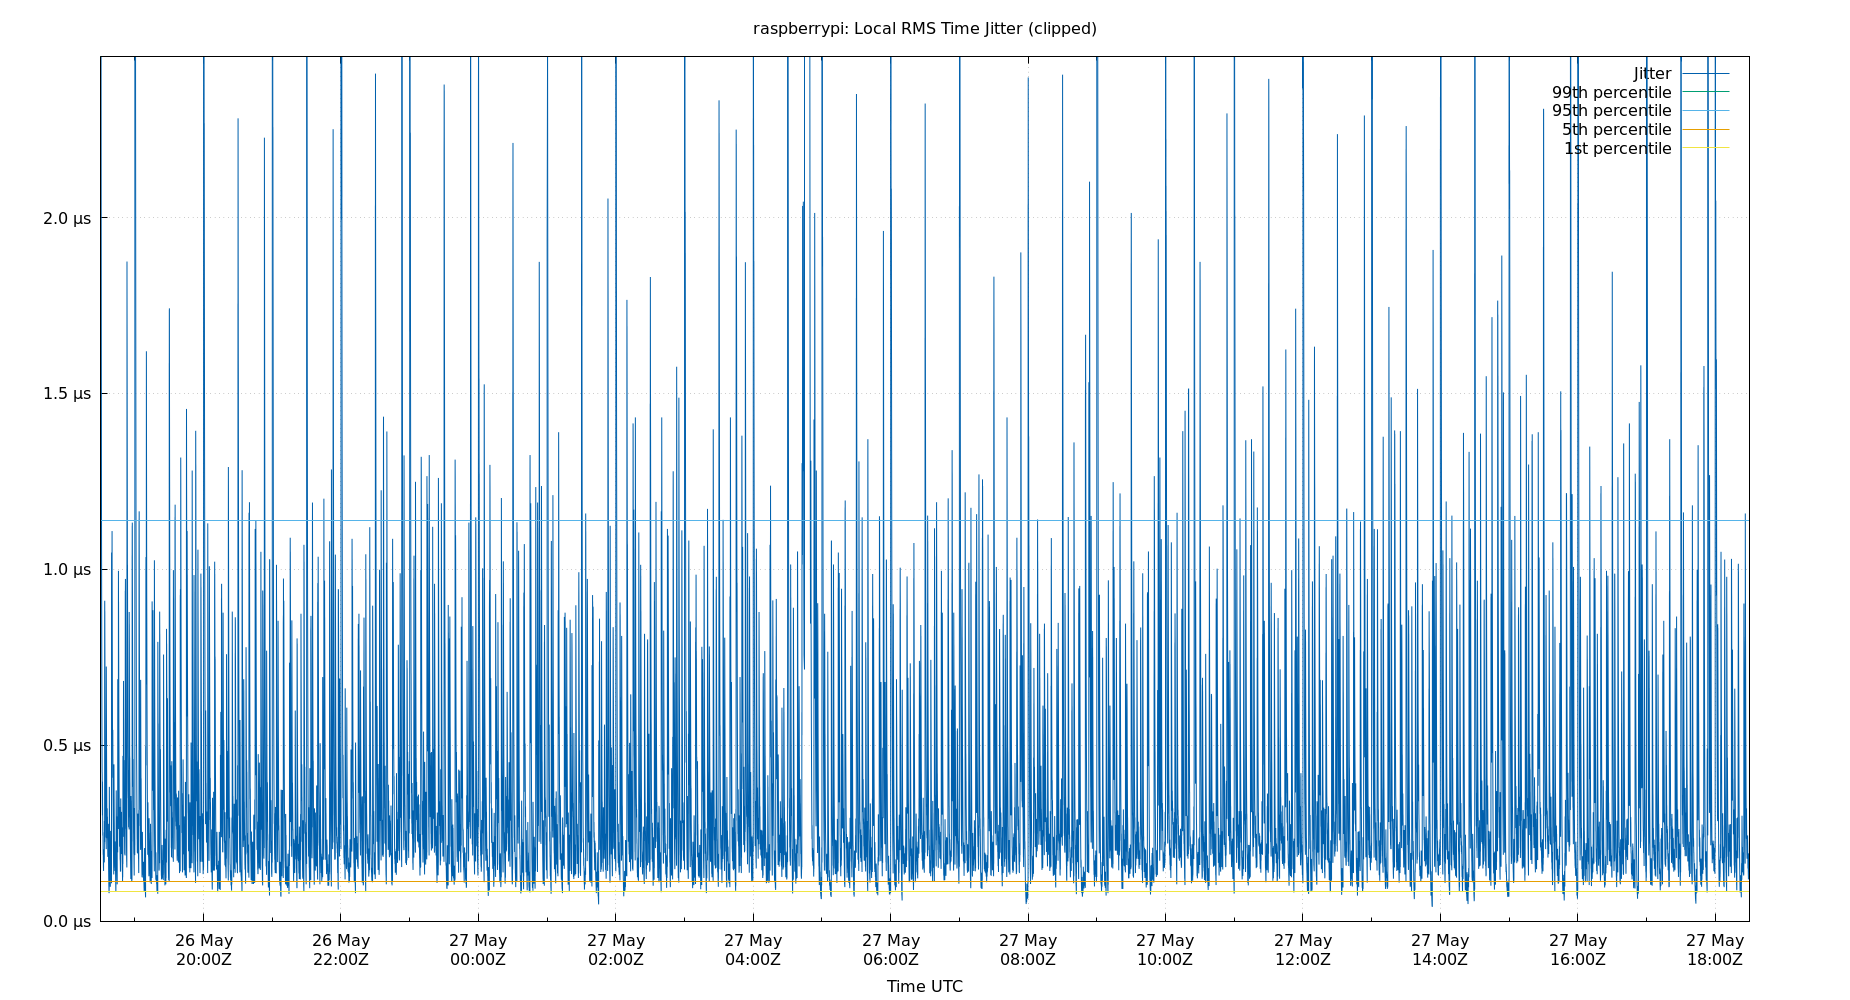 raspberrypi: Local RMS Time Jitter (clipped)
Jitter
99th percentile
95th percentile
5th percentile
1st percentile
2.0 µs
1.5 µs
1.0 µs
0.5 µs
0.0 µs
26 May 26 May 27 May 27 May 27 May 27 May 27 May 27 May 27 May 27 May 27 May 27 May
20:00Z 22:00Z 00:00Z 02:00Z 04:00Z 06:00Z 08:00Z 10:00Z 12:00Z 14:00Z 16:00Z 18:00Z
Time UTC